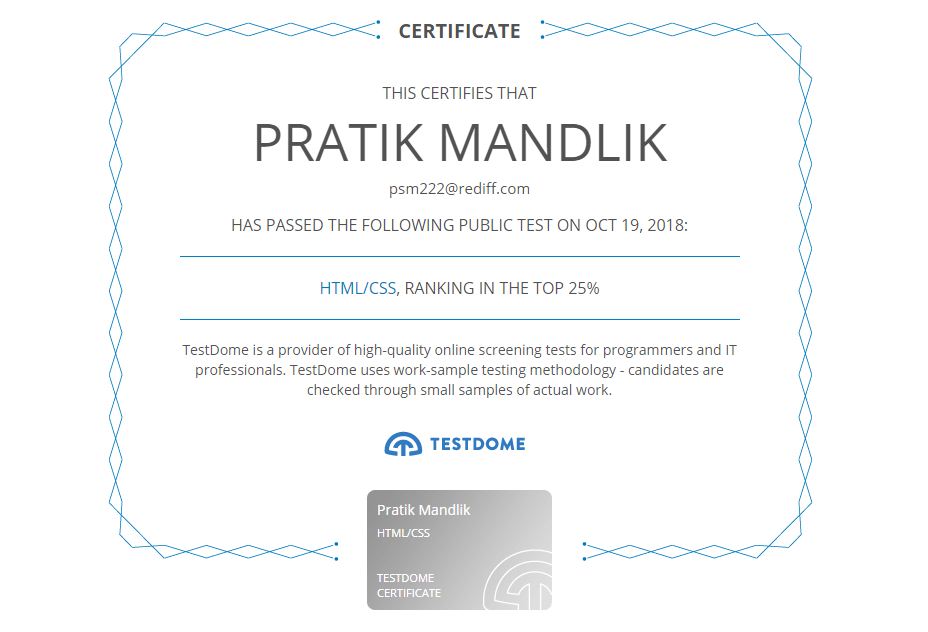 CERTIFICATE
THIS CERTIFIES THAT
PRATIK MANDLIK
psm222@rediff.com
HAS PASSED THE FOLLOWING PUBLIC TEST ON OCT 19, 2018:
HTML/CSS, RANKING IN THE TOP 25%
TestDome is a provider of high-quality online screening tests for programmers and IT
professionals. TestDome uses work-sample testing methodology - candidates are
checked through small samples of actual work.
TESTDOME
Pratik Mandlik
HTML/CSS
TESTDOME
CERTIFICATE